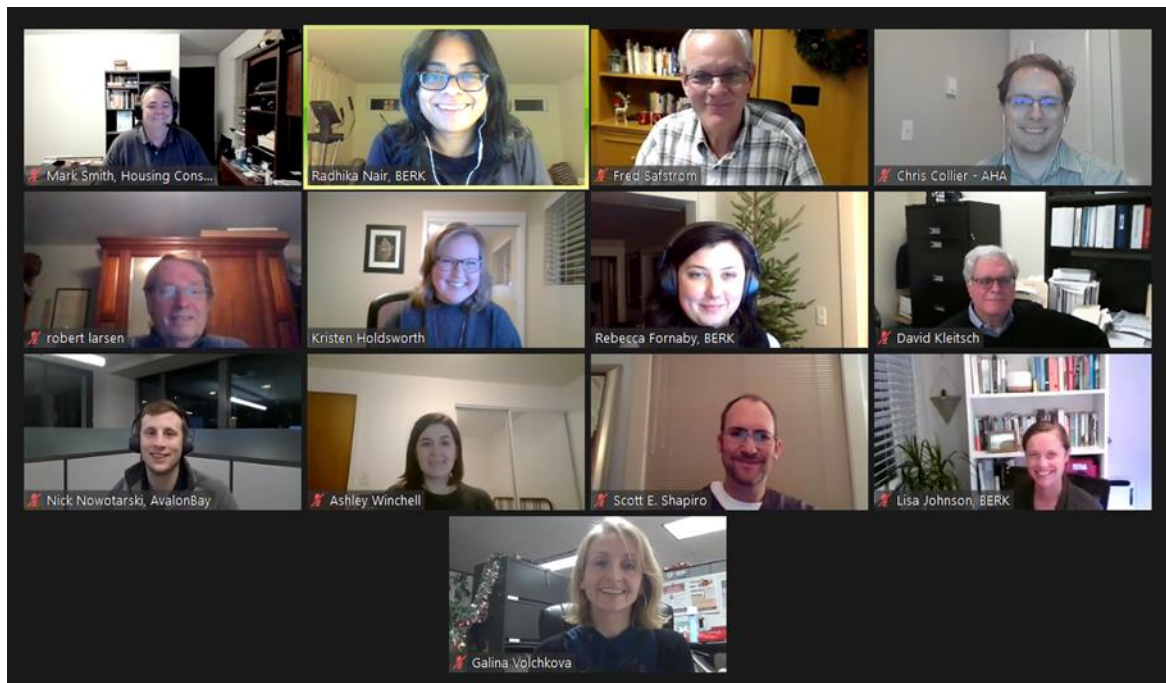 Mark Smith, Housing Cons...
Radhika Nair, BERK
Fred Safstrom
Chris Collier - AHA
robert larsen
Kristen Holdsworth
Rebecca Fornaby, BERK
David Kleitsch
Nick Nowotarski, AvalonBay
Ashley Winchell
Scott E. Shapiro
Lisa Johnson, BERK
Galina Volchkova